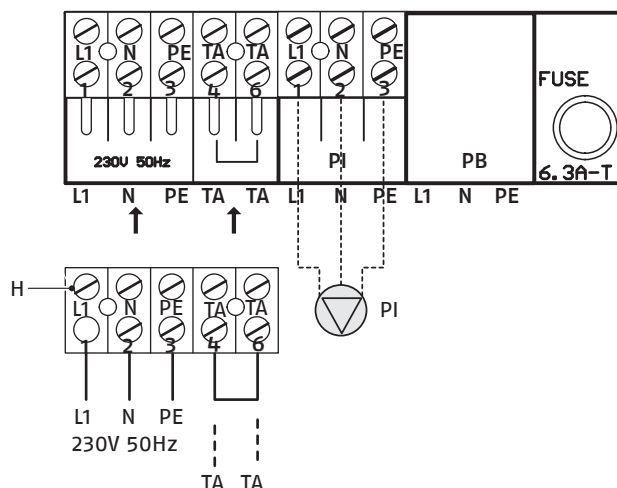 L1 N PE TA TA L1 N PE
1 2 3 4 6 1 2 3
FUSE
230V 50Hz PI PB
6.3A-T
L1 N PE TA TA L1 N PE L1 N PE
H
L1 N PE TA TA
1 2 3 4 6
PI
L1 N PE
230V 50Hz
TA TA